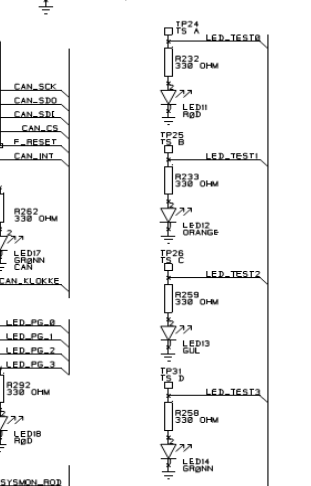 TP24
TS A
LED_TEST0
R232
330 OHM
LED11
RØD
CAN_SCK
CAN_SDO
CAN_SDI
CAN_CS
F_RESET
CAN_INT
TP25
TS B
LED_TEST1
R233
330 OHM
LED12
ORANGE
R262
330 OHM
2
LED17
GRØNN
CAN
CAN_KLOKKE
TP26
TS C
LED_TEST2
R259
330 OHM
LED13
GUL
LED_PG_0
LED_PG_1
LED_PG_2
LED_PG_3
TP31
TS D
LED_TEST3
R292
330 OHM
2
LED18
RØD
R258
330 OHM
LED14
GRØNN
SYSMON_ROD